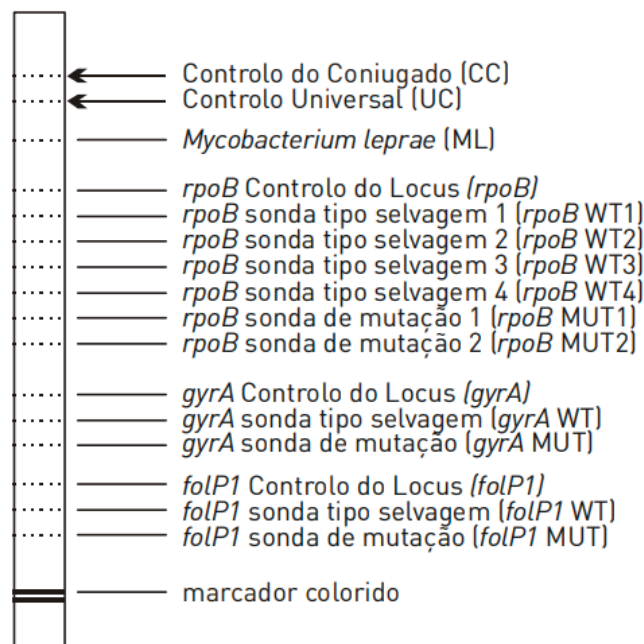 Controlo do Coniugado (CC)
Controlo Universal (UC)
Mycobacterium leprae (ML)
rpoB Controlo do Locus (rpoB)
rpoB sonda tipo selvagem 1 (rpoB WT1)
rpoB sonda tipo selvagem 2 (rpoB WT2)
rpoB sonda tipo selvagem 3 (rpoB WT3)
rpoB sonda tipo selvagem 4 (rpoB WT4)
rpoB sonda de mutação 1 (rpoB MUT1)
rpoB sonda de mutação 2 (rpoB MUT2)
gyrA Controlo do Locus (gyrA)
gyrA sonda tipo selvagem (gyrA WT)
gyrA sonda de mutação (gyrA MUT)
folP1 Controlo do Locus (folP1)
folP1 sonda tipo selvagem (folP1 WT)
folP1 sonda de mutação (folP1 MUT)
marcador colorido